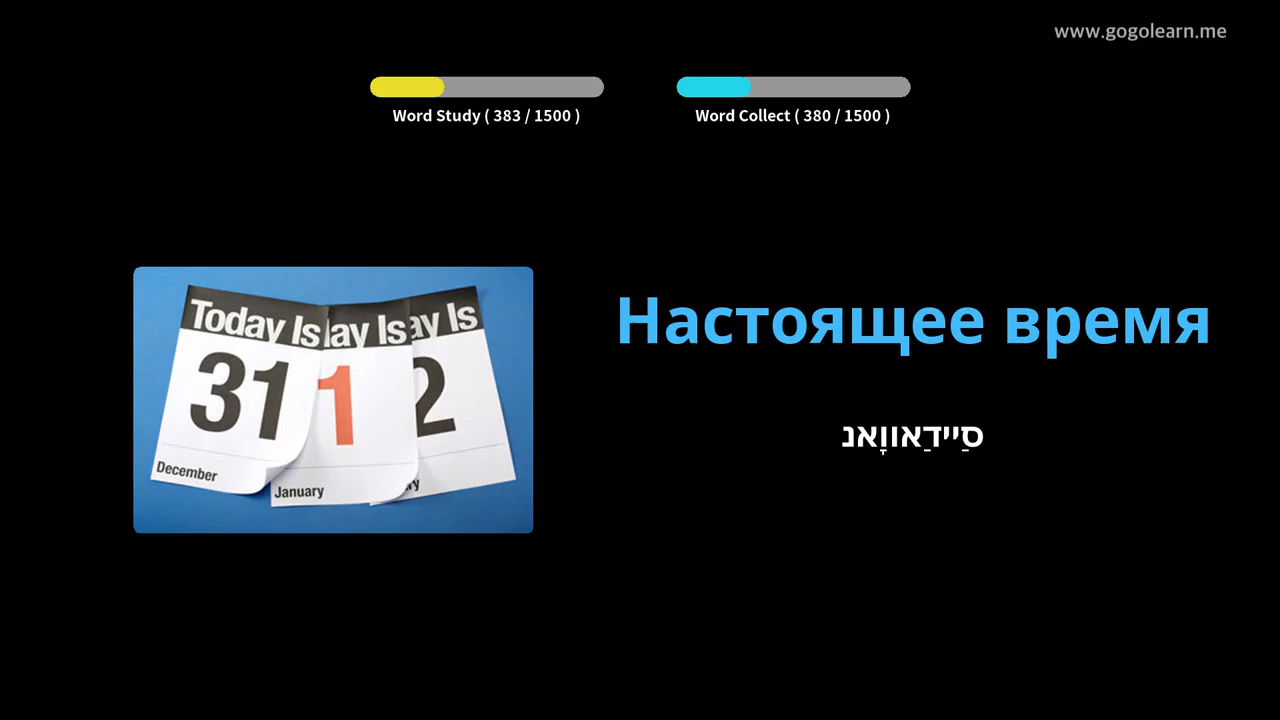 www.gogolearn.me
Word Study ( 383 / 1500 )
Word Collect ( 380 / 1500 )
Настоящее время
סַיידַאווָאנ
Today Is
31
December
ay Is
1
January
ay Is
2
ry